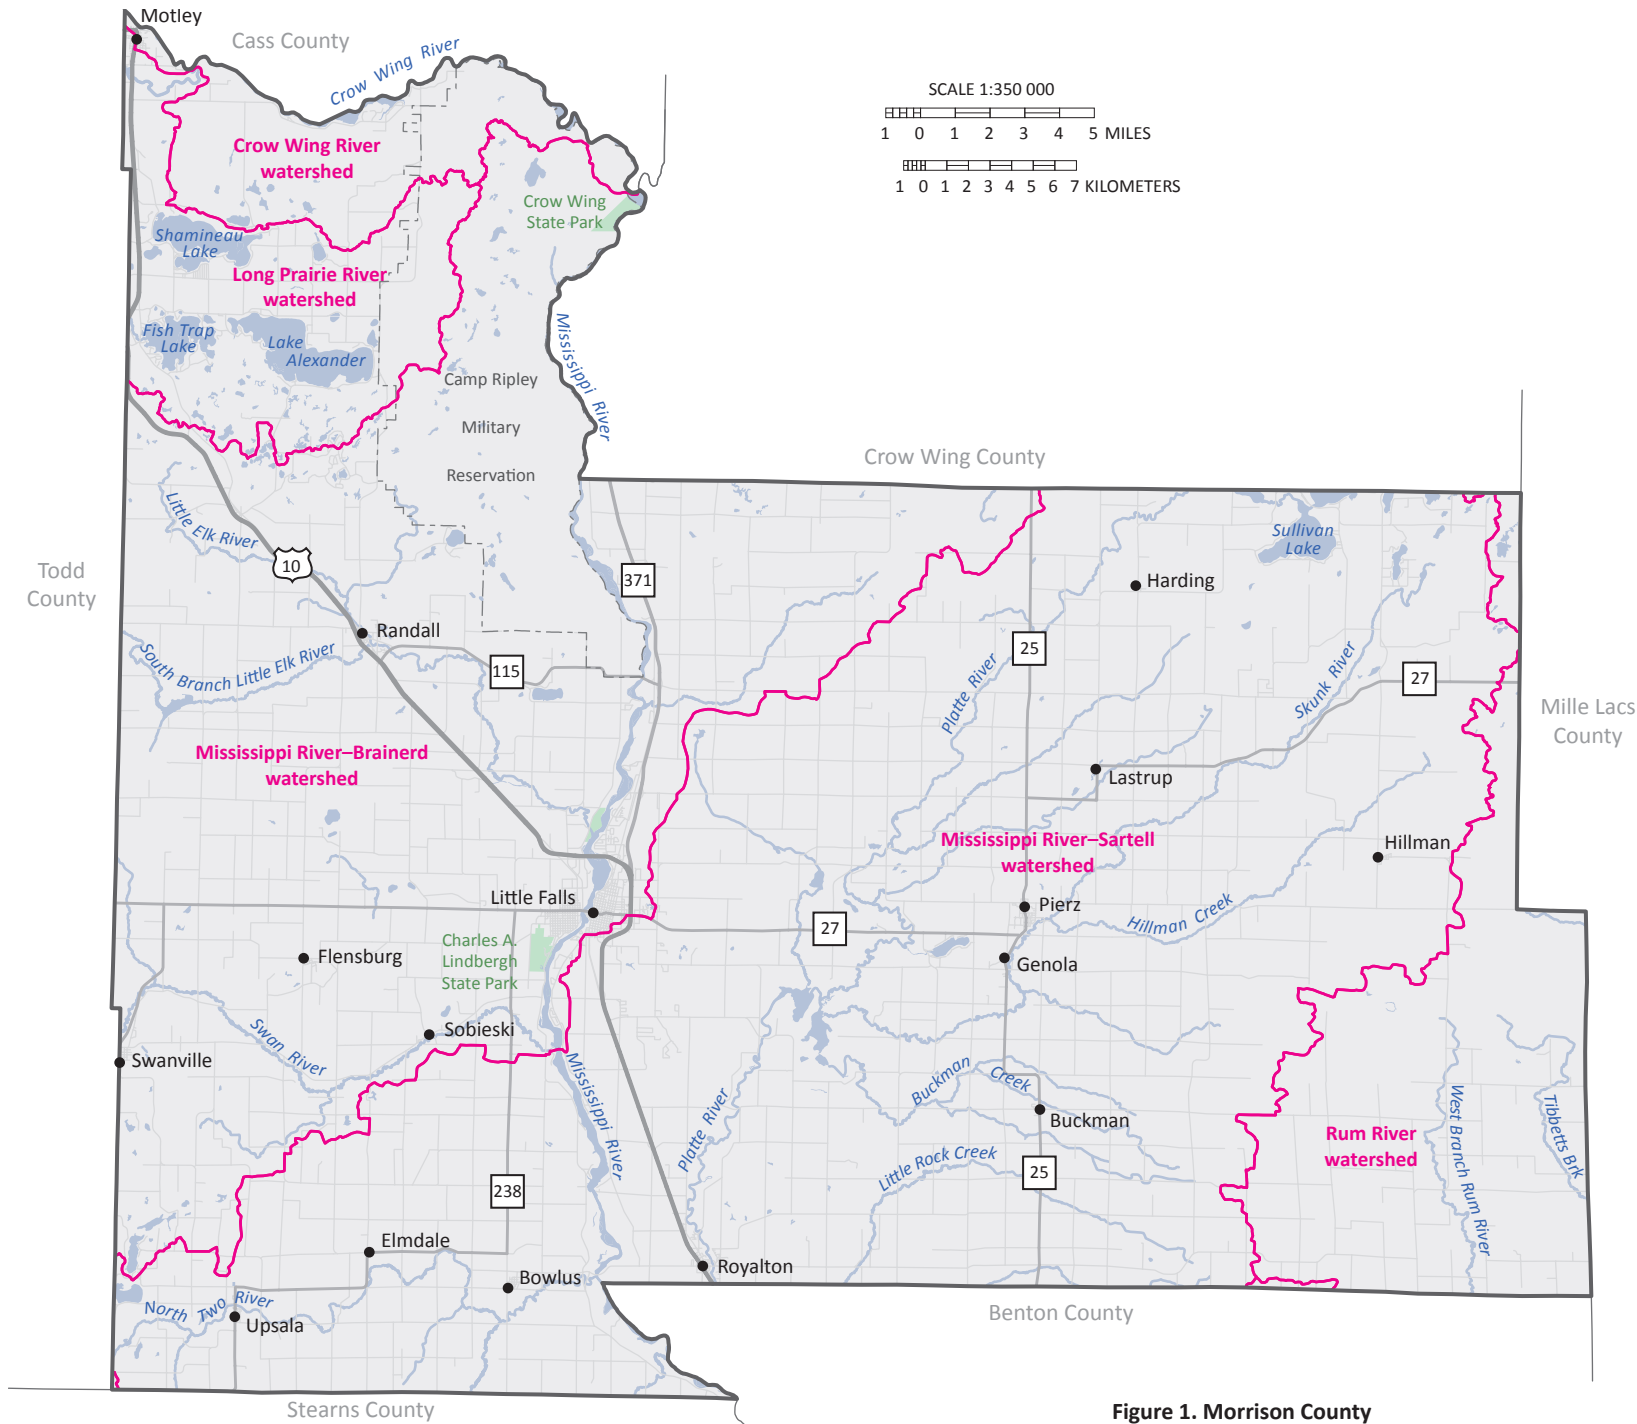 Motley
Cass County
Crow Wing River
SCALE 1:350 000
1 0 1 2 3 4 5 MILES
1 0 1 2 3 4 5 6 7 KILOMETERS
Crow Wing River
watershed
Crow Wing
State Park
Shamineau
Lake
Long Prairie River
watershed
Fish Trap
Lake
Lake
Alexander
Mississippi River
Camp Ripley
Military
Reservation
Crow Wing County
Little Elk River
Sullivan
Lake
Todd
County
10
371
Harding
Randall
25
South Branch Little Elk River
115
Platte River
Skunk River
27
Mille Lacs
County
Mississippi River–Brainerd
watershed
Lastrup
Mississippi River–Sartell
watershed
Hillman
Little Falls
Pierz
Hillman Creek
27
Charles A.
Lindbergh
State Park
Flensburg
Genola
Swan River
Sobieski
Swanville
Mississippi River
Buckman Creek
Platte River
Buckman
West Branch Rum River
Tibbetts Brk
Rum River
watershed
Little Rock Creek
25
238
Elmdale
Royalton
Bowlus
North Two River
Upsala
Benton County
Stearns County
Figure 1. Morrison County